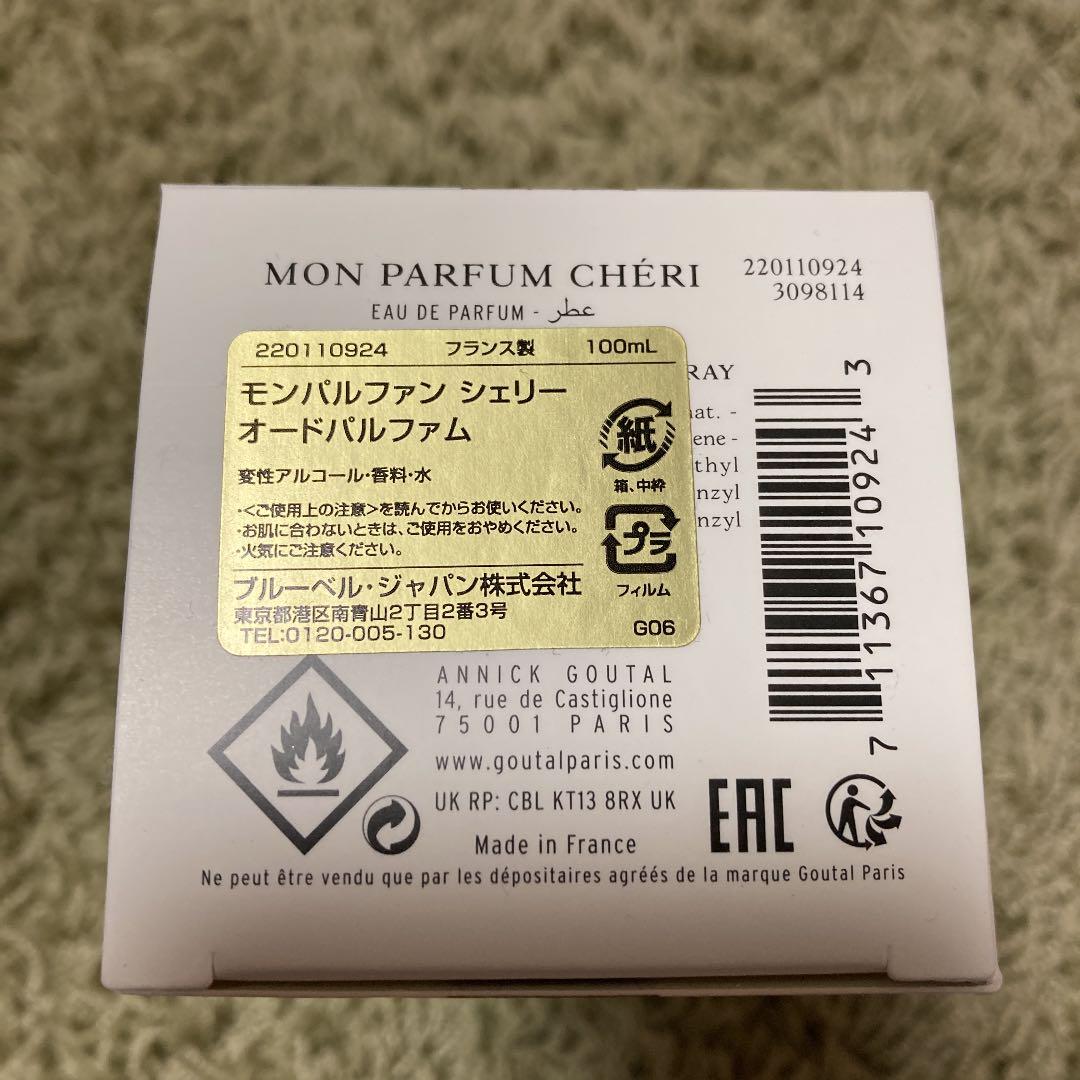 MON PARFUM CHÉRI
220110924
3098114
EAU DE PARFUM - عطر
220110924 フランス製 100mL
モンパルファン シェリー
オードパルファム
変性アルコール・香料・水
・<ご使用上の注意>を読んでからお使いください。
・お肌に合わないときは、ご使用をおやめください。
・火気にご注意ください。
ブルーベル・ジャパン株式会社
東京都港区南青山2丁目2番3号
TEL:0120-005-130
紙
箱、中枠
プラ
フィルム
G06
7 11367 10924 3
ANNICK GOUTAL
14, rue de Castiglione
75001 PARIS
www.goutalparis.com
UK RP: CBL KT13 8RX UK
Made in France
EAC
Ne peut être vendu que par les dépositaires agréés de la marque Goutal Paris